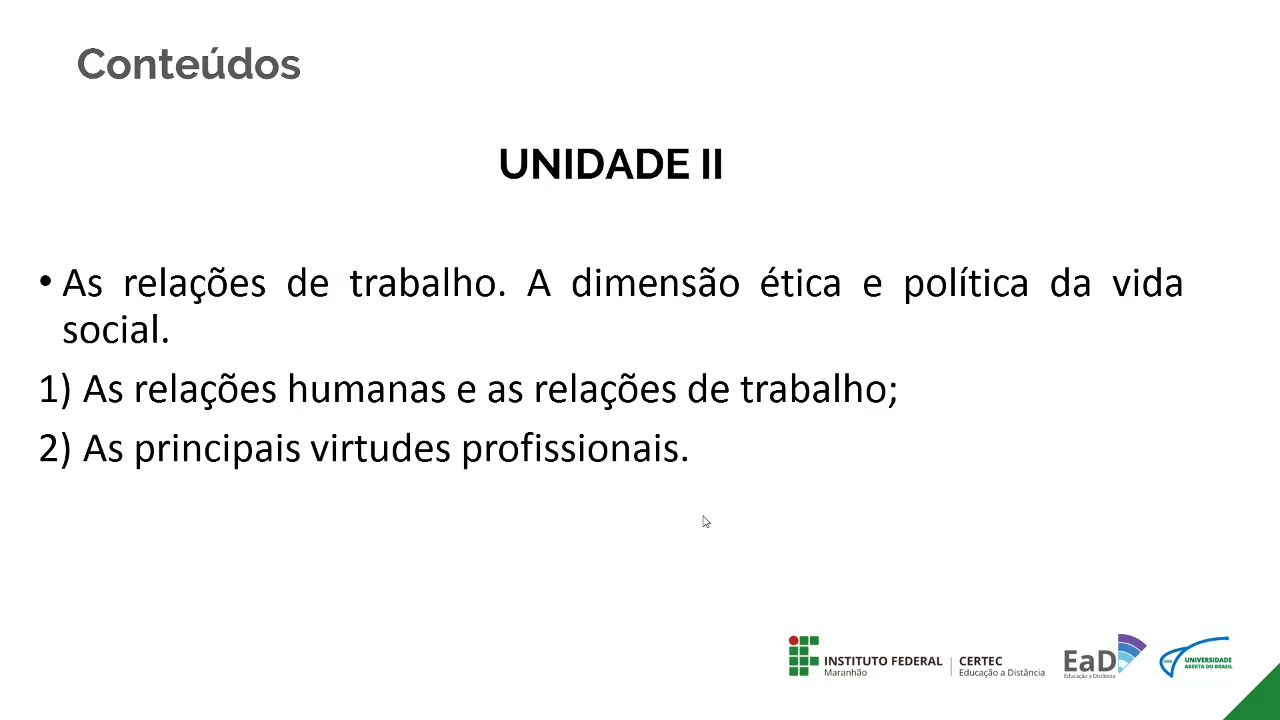 Conteúdos
UNIDADE II
• As relações de trabalho. A dimensão ética e política da vida
social.
1) As relações humanas e as relações de trabalho;
2) As principais virtudes profissionais.
INSTITUTO FEDERAL
Maranhão
CERTEC
Educação a Distância
EaD
Educação a Distância
UNIVERSIDADE
ABERTA DO BRASIL